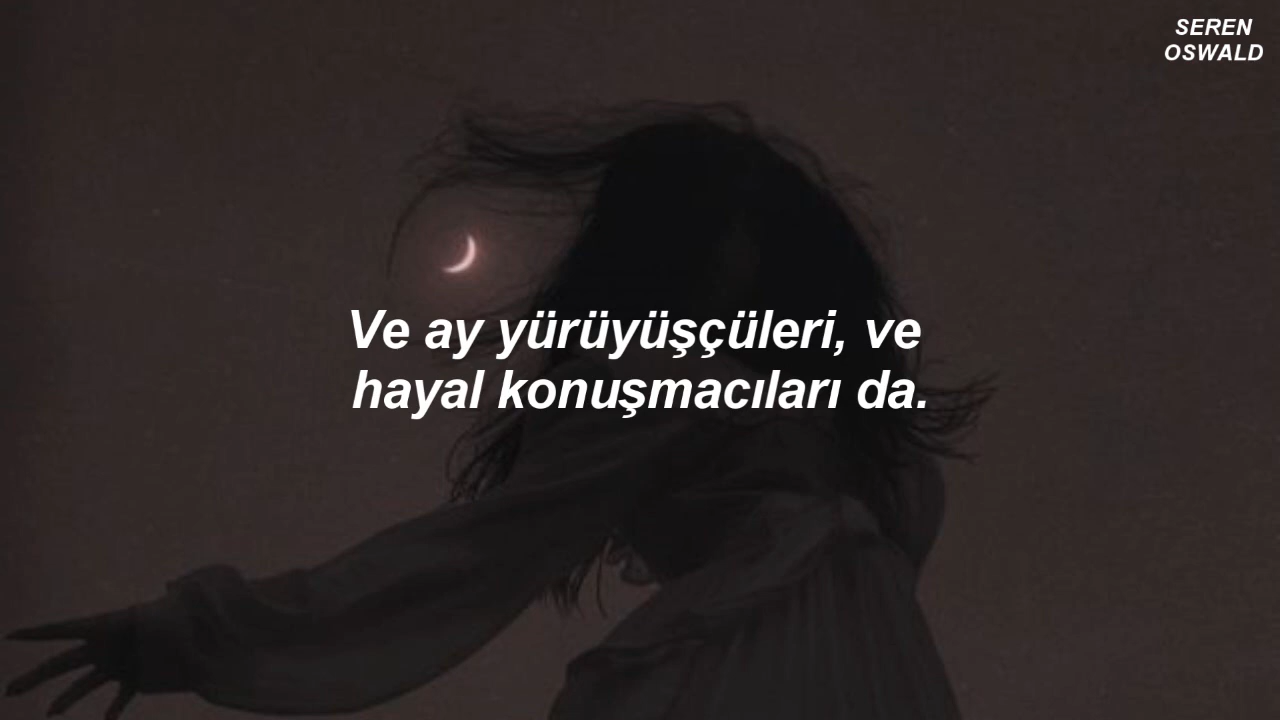 SEREN
OSWALD
Ve ay yürüyüşçüleri, ve
hayal konuşmacıları da.